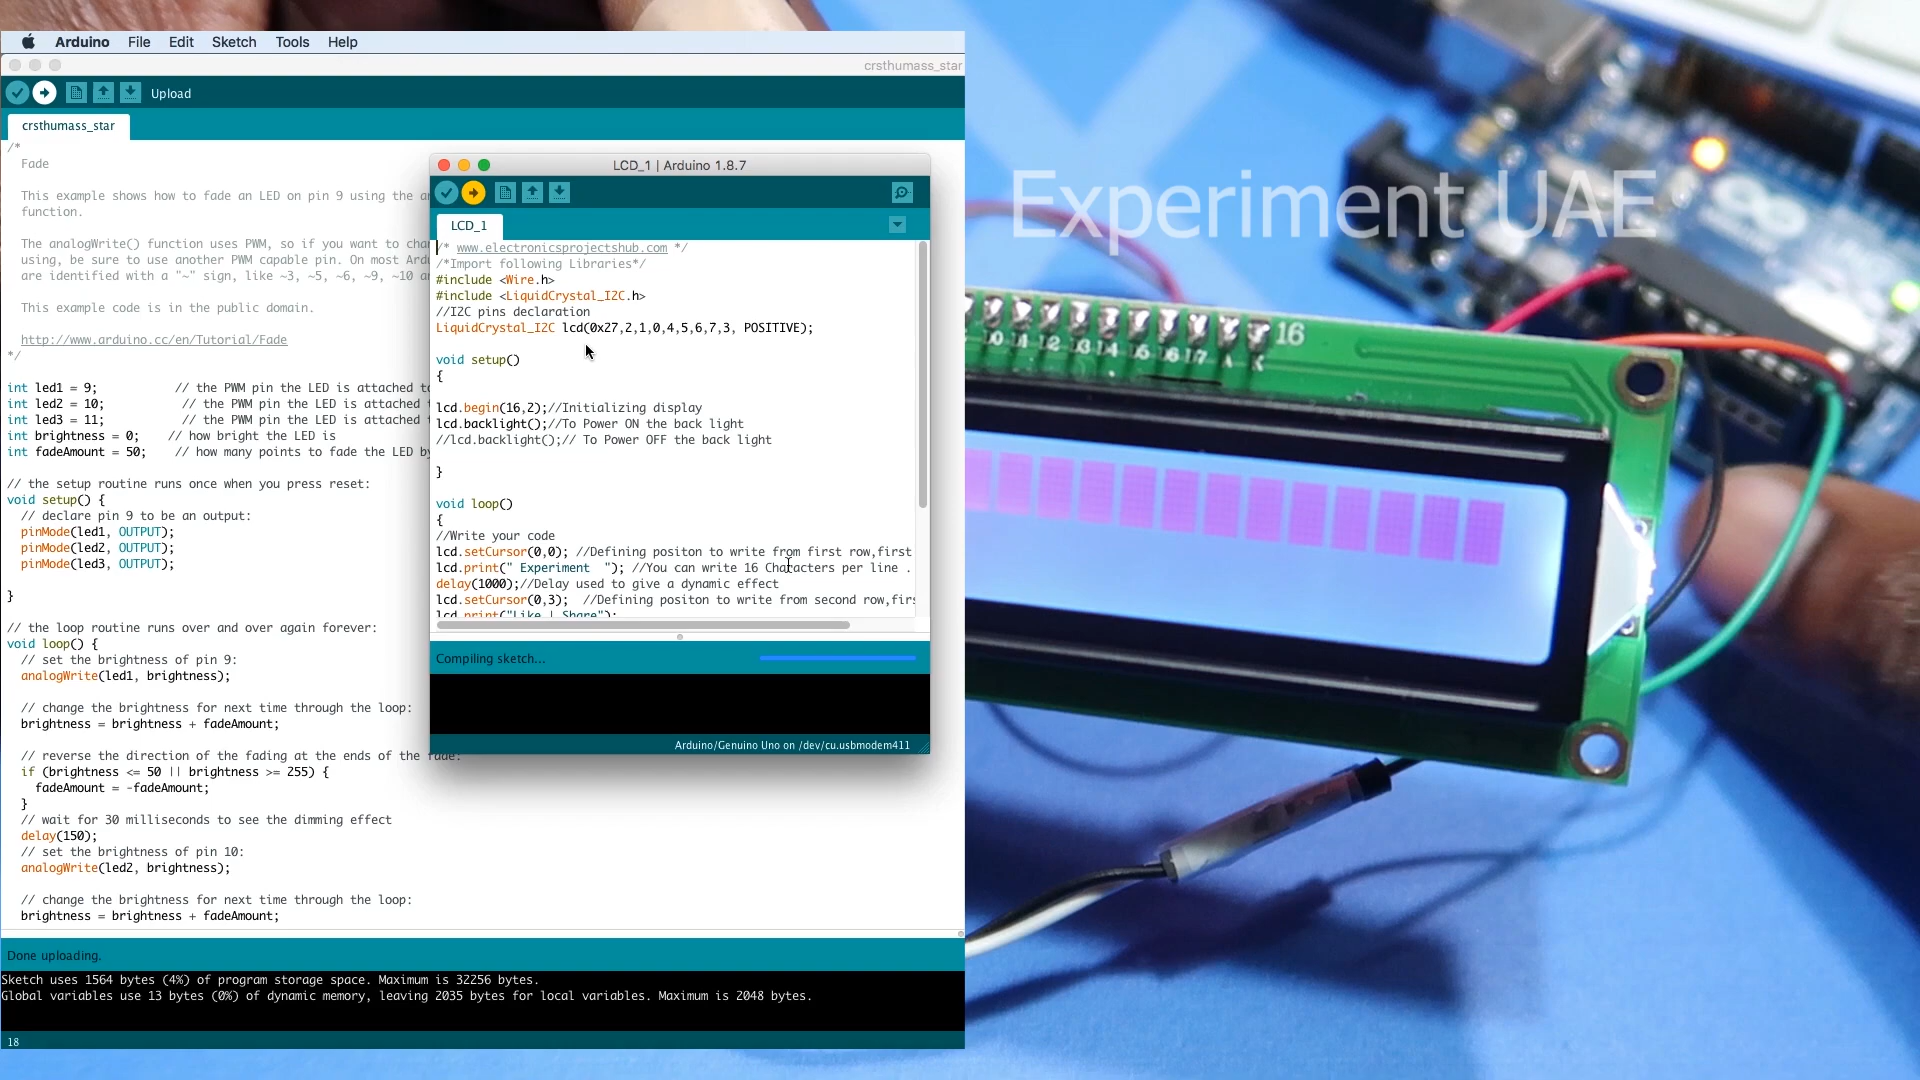 Arduino File Edit Sketch Tools Help
crsthumass_star
Upload
crsthumass_star
/*
Fade
This example shows how to fade an LED on pin 9 using the
function.
The analogWrite() function uses PWM, so if you want to
using, be sure to use another PWM capable pin. On most
are identified with a "~" sign, like ~3, ~5, ~6, ~9, ~10
This example code is in the public domain.
http://www.arduino.cc/en/Tutorial/Fade
*/
int led1 = 9; // the PWM pin the LED is attached
int led2 = 10; // the PWM pin the LED is attached
int led3 = 11; // the PWM pin the LED is attached
int brightness = 0; // how bright the LED is
int fadeAmount = 50; // how many points to fade the LED
// the setup routine runs once when you press reset:
void setup() {
// declare pin 9 to be an output:
pinMode(led1, OUTPUT);
pinMode(led2, OUTPUT);
pinMode(led3, OUTPUT);
}
// the loop routine runs over and over again forever:
void loop() {
// set the brightness of pin 9:
analogWrite(led1, brightness);
// change the brightness for next time through the loop:
brightness = brightness + fadeAmount;
// reverse the direction of the fading at the ends of the fade:
if (brightness <= 50 || brightness >= 255) {
fadeAmount = -fadeAmount;
}
// wait for 30 milliseconds to see the dimming effect
delay(150);
// set the brightness of pin 10:
analogWrite(led2, brightness);
// change the brightness for next time through the loop:
brightness = brightness + fadeAmount;
Done uploading.
Sketch uses 1564 bytes (4%) of program storage space. Maximum is 32256 bytes.
Global variables use 13 bytes (0%) of dynamic memory, leaving 2035 bytes for local variables. Maximum is 2048 bytes.
18
LCD_1 | Arduino 1.8.7
LCD_1
/* www.electronicsprojectshub.com */
/*Import following Libraries*/
#include <Wire.h>
#include <LiquidCrystal_I2C.h>
//I2C pins declaration
LiquidCrystal_I2C lcd(0x27,2,1,0,4,5,6,7,3, POSITIVE);
void setup()
{
lcd.begin(16,2);//Initializing display
lcd.backlight();//To Power ON the back light
//lcd.backlight();// To Power OFF the back light
}
void loop()
{
//Write your code
lcd.setCursor(0,0); //Defining positon to write from first row,first
lcd.print(" Experiment "); //You can write 16 Characters per line .
delay(1000);//Delay used to give a dynamic effect
lcd.setCursor(0,3); //Defining positon to write from second row,firs
lcd.print("Like | Share");
Compiling sketch...
Arduino/Genuino Uno on /dev/cu.usbmodem411
Experiment UAE
16
D1 D2 D3 D4 D5 D6 D7 A K